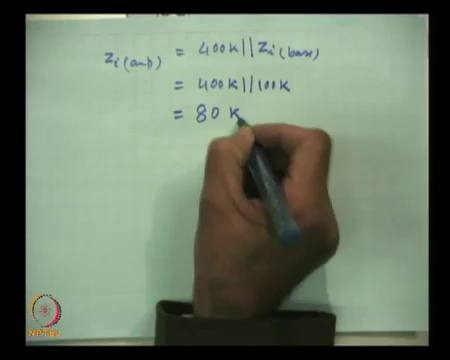 Zi(amp) = 400K||Zi(base)
= 400K||100K
= 80 K
NPTEL